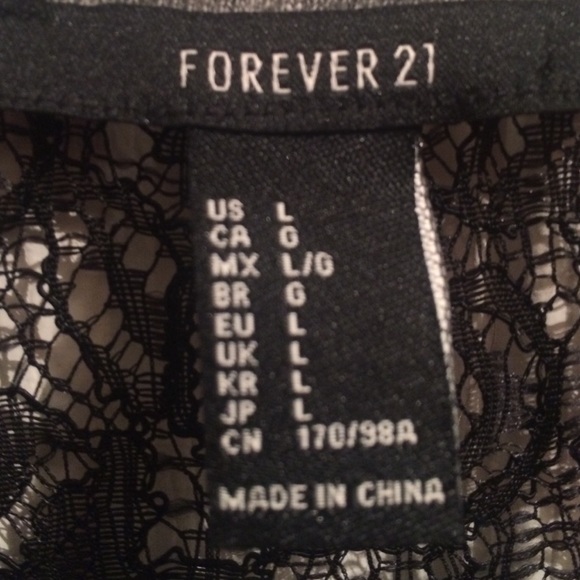 FOREVER 21
US L
CA G
MX L/G
BR G
EU L
UK L
KR L
JP L
CN 170/98A
MADE IN CHINA